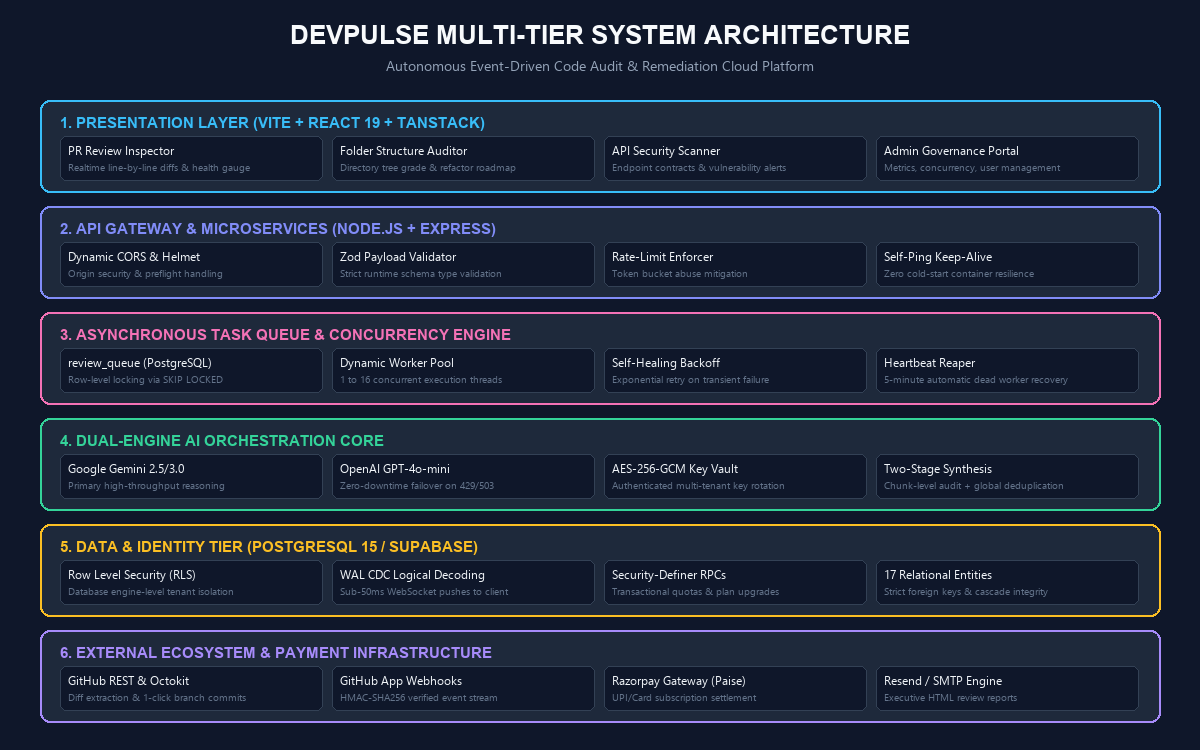 DEVPULSE MULTI-TIER SYSTEM ARCHITECTURE
Autonomous Event-Driven Code Audit & Remediation Cloud Platform
1. PRESENTATION LAYER (VITE + REACT 19 + TANSTACK)
PR Review Inspector
Realtime line-by-line diffs & health gauge
Folder Structure Auditor
Directory tree grade & refactor roadmap
API Security Scanner
Endpoint contracts & vulnerability alerts
Admin Governance Portal
Metrics, concurrency, user management
2. API GATEWAY & MICROSERVICES (NODE.JS + EXPRESS)
Dynamic CORS & Helmet
Origin security & preflight handling
Zod Payload Validator
Strict runtime schema type validation
Rate-Limit Enforcer
Token bucket abuse mitigation
Self-Ping Keep-Alive
Zero cold-start container resilience
3. ASYNCHRONOUS TASK QUEUE & CONCURRENCY ENGINE
review_queue (PostgreSQL)
Row-level locking via SKIP LOCKED
Dynamic Worker Pool
1 to 16 concurrent execution threads
Self-Healing Backoff
Exponential retry on transient failure
Heartbeat Reaper
5-minute automatic dead worker recovery
4. DUAL-ENGINE AI ORCHESTRATION CORE
Google Gemini 2.5/3.0
Primary high-throughput reasoning
OpenAI GPT-4o-mini
Zero-downtime failover on 429/503
AES-256-GCM Key Vault
Authenticated multi-tenant key rotation
Two-Stage Synthesis
Chunk-level audit + global deduplication
5. DATA & IDENTITY TIER (POSTGRESQL 15 / SUPABASE)
Row Level Security (RLS)
Database engine-level tenant isolation
WAL CDC Logical Decoding
Sub-50ms WebSocket pushes to client
Security-Definer RPCs
Transactional quotas & plan upgrades
17 Relational Entities
Strict foreign keys & cascade integrity
6. EXTERNAL ECOSYSTEM & PAYMENT INFRASTRUCTURE
GitHub REST & Octokit
Diff extraction & 1-click branch commits
GitHub App Webhooks
HMAC-SHA256 verified event stream
Razorpay Gateway (Paise)
UPI/Card subscription settlement
Resend / SMTP Engine
Executive HTML review reports